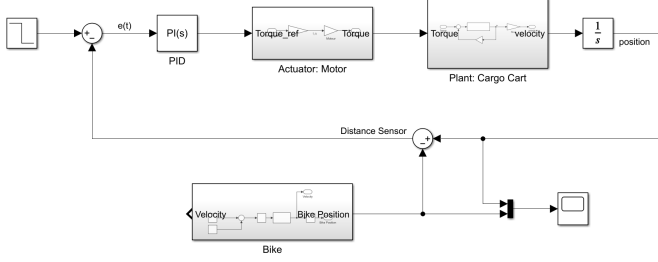 e(t)
PI(s)
PID
Torque_ref
Torque
Actuator: Motor
Torque
velocity
Plant: Cargo Cart
1
s
position
Distance Sensor
Velocity
Bike Position
Bike